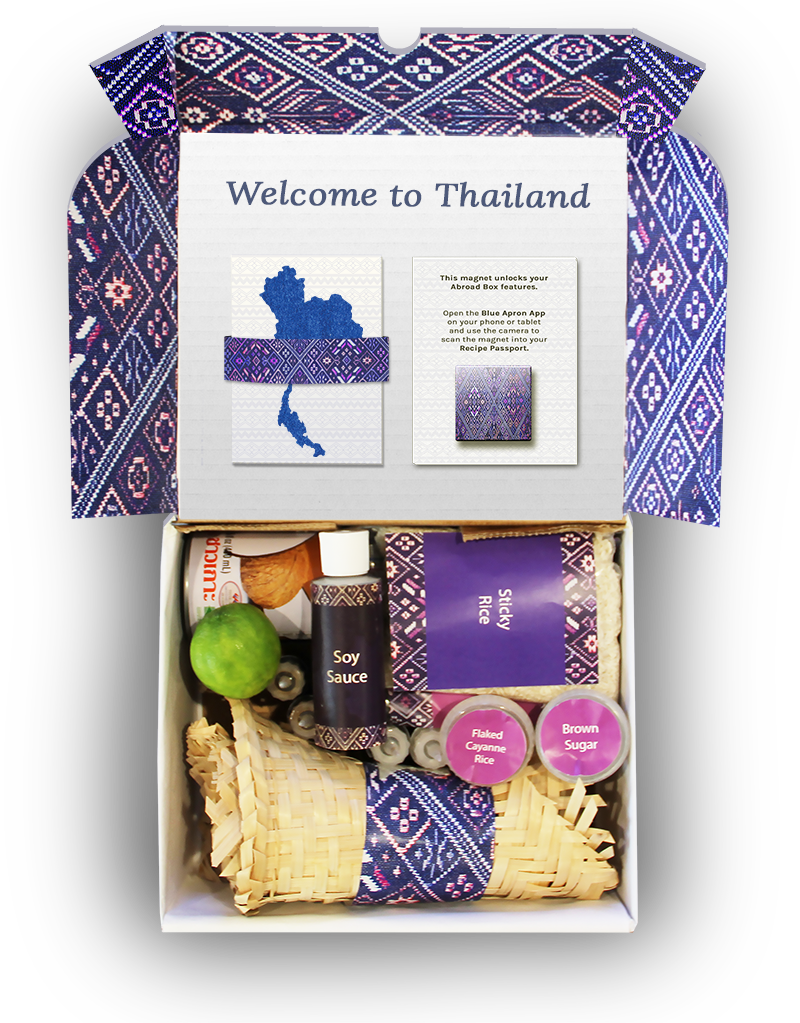 Welcome to Thailand
This magnet unlocks your
Abroad Box features.
Open the Blue Apron App
on your phone or tablet
and use the camera to
scan the magnet into your
Recipe Passport.
Soy
Sauce
Sticky
Rice
Flaked
Cayanne
Rice
Brown
Sugar